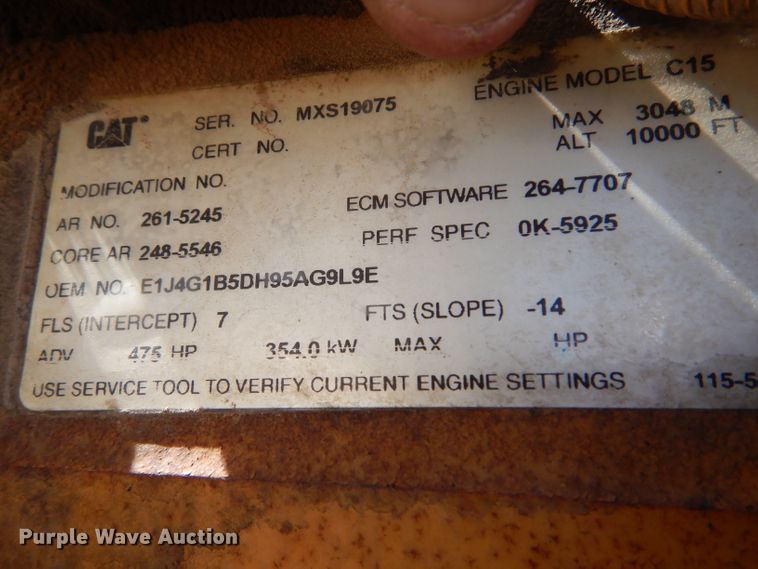 CAT
SER. NO. MXS19075
ENGINE MODEL C15
CERT NO.
MAX 3048 M
ALT 10000 FT
MODIFICATION NO.
AR NO. 261-5245
ECM SOFTWARE 264-7707
CORE AR 248-5546
PERF SPEC 0K-5925
OEM NO. E1J4G1B5DH95AG9L9E
FLS (INTERCEPT) 7
FTS (SLOPE) -14
ADV 475 HP 354.0 kW MAX HP
USE SERVICE TOOL TO VERIFY CURRENT ENGINE SETTINGS 115-5
Purple Wave Auction